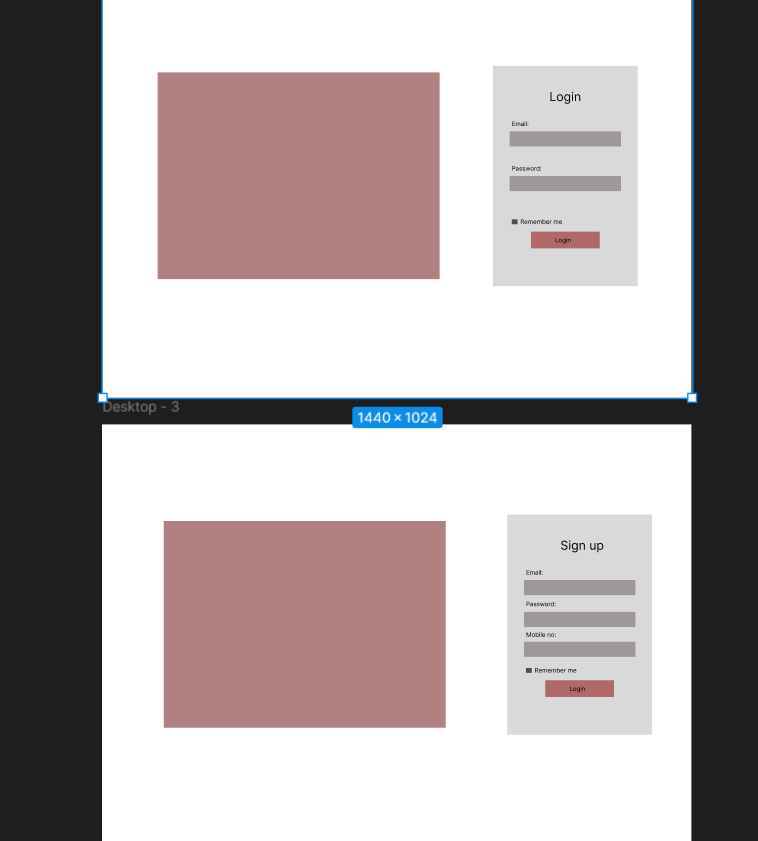 Login
Email:
Password:
Remember me
Login
Desktop - 3
1440 × 1024
Sign up
Email:
Password:
Mobile no:
Remember me
Login